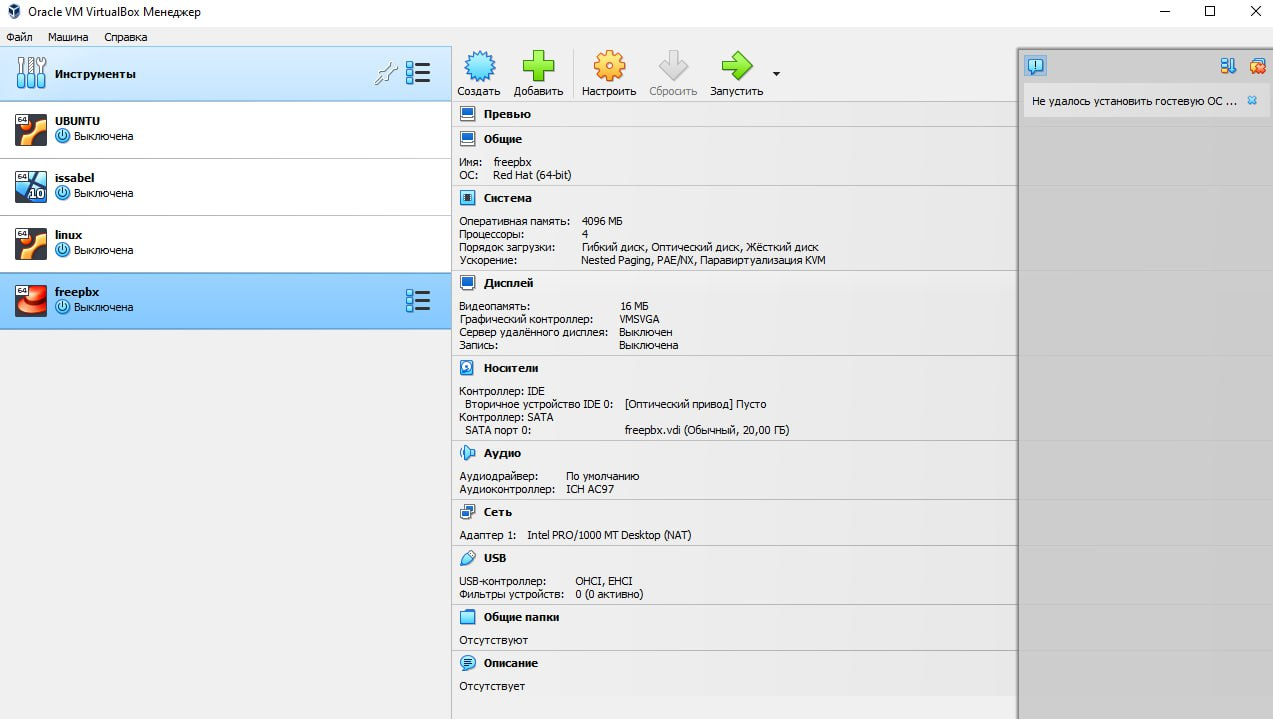 Oracle VM VirtualBox Менеджер
Файл Машина Справка
Инструменты
64
UBUNTU
Выключена
64
10
issabel
Выключена
64
linux
Выключена
64
freepbx
Выключена
Создать Добавить Настроить Сбросить Запустить
Превью
Общие
Имя: freepbx
ОС: Red Hat (64-bit)
Система
Оперативная память: 4096 МБ
Процессоры: 4
Порядок загрузки: Гибкий диск, Оптический диск, Жёсткий диск
Ускорение: Nested Paging, PAE/NX, Паравиртуализация KVM
Дисплей
Видеопамять: 16 МБ
Графический контроллер: VMSVGA
Сервер удалённого дисплея: Выключен
Запись: Выключена
Носители
Контроллер: IDE
Вторичное устройство IDE 0: [Оптический привод] Пусто
Контроллер: SATA
SATA порт 0: freepbx.vdi (Обычный, 20,00 ГБ)
Аудио
Аудиодрайвер: По умолчанию
Аудиоконтроллер: ICH AC97
Сеть
Адаптер 1: Intel PRO/1000 MT Desktop (NAT)
USB
USB-контроллер: OHCI, EHCI
Фильтры устройств: 0 (0 активно)
Общие папки
Отсутствуют
Описание
Отсутствует
Не удалось установить гостевую ОС ...